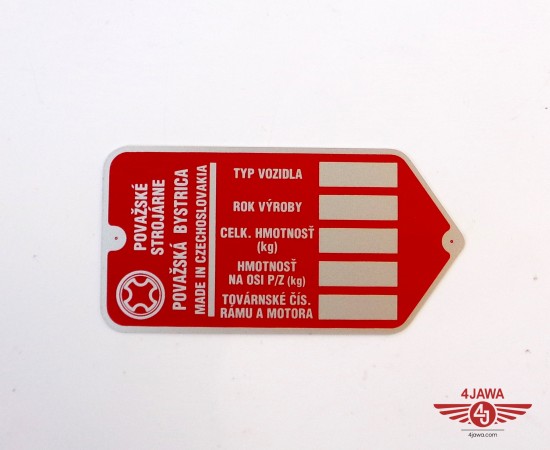 POVAŽSKÉ
STROJÁRNE
POVAŽSKÁ BYSTRICA
MADE IN CZECHOSLOVAKIA
TYP VOZIDLA
ROK VÝROBY
CELK. HMOTNOSŤ
(kg)
HMOTNOSŤ
NA OSI P/Z (kg)
TOVÁRNSKÉ ČÍS.
RÁMU A MOTORA
4JAWA
4J
4jawa.com